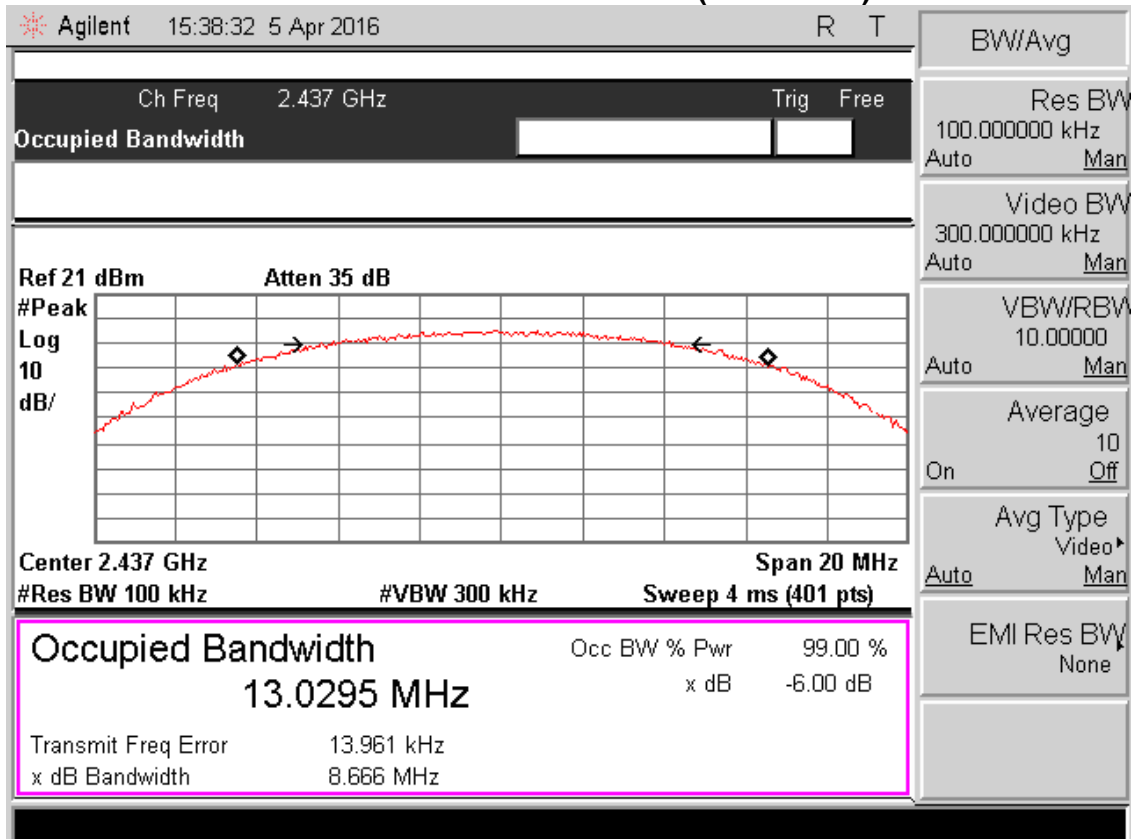 Agilent 15:38:32 5 Apr 2016 R T
Ch Freq 2.437 GHz Trig Free
Occupied Bandwidth
Ref 21 dBm Atten 35 dB
#Peak
Log
10
dB/
Center 2.437 GHz Span 20 MHz
#Res BW 100 kHz #VBW 300 kHz Sweep 4 ms (401 pts)
Occupied Bandwidth Occ BW % Pwr 99.00 %
13.0295 MHz x dB -6.00 dB
Transmit Freq Error 13.961 kHz
x dB Bandwidth 8.666 MHz
BW/Avg
Res BW
100.000000 kHz
Auto Man
Video BW
300.000000 kHz
Auto Man
VBW/RBW
10.00000
Auto Man
Average
10
On Off
Avg Type
Video
Auto Man
EMI Res BW
None